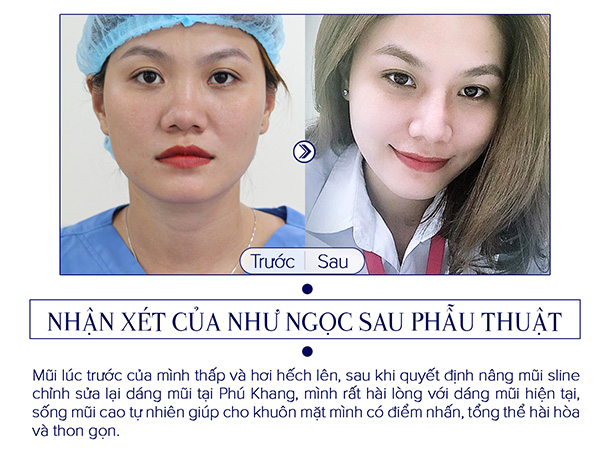 Trước Sau
NHẬN XÉT CỦA NHƯ NGỌC SAU PHẪU THUẬT
Mũi lúc trước của mình thấp và hơi hếch lên, sau khi quyết định nâng mũi sline
chỉnh sửa lại dáng mũi tại Phú Khang, mình rất hài lòng với dáng mũi hiện tại,
sống mũi cao tự nhiên giúp cho khuôn mặt mình có điểm nhấn, tổng thể hài hòa
và thon gọn.